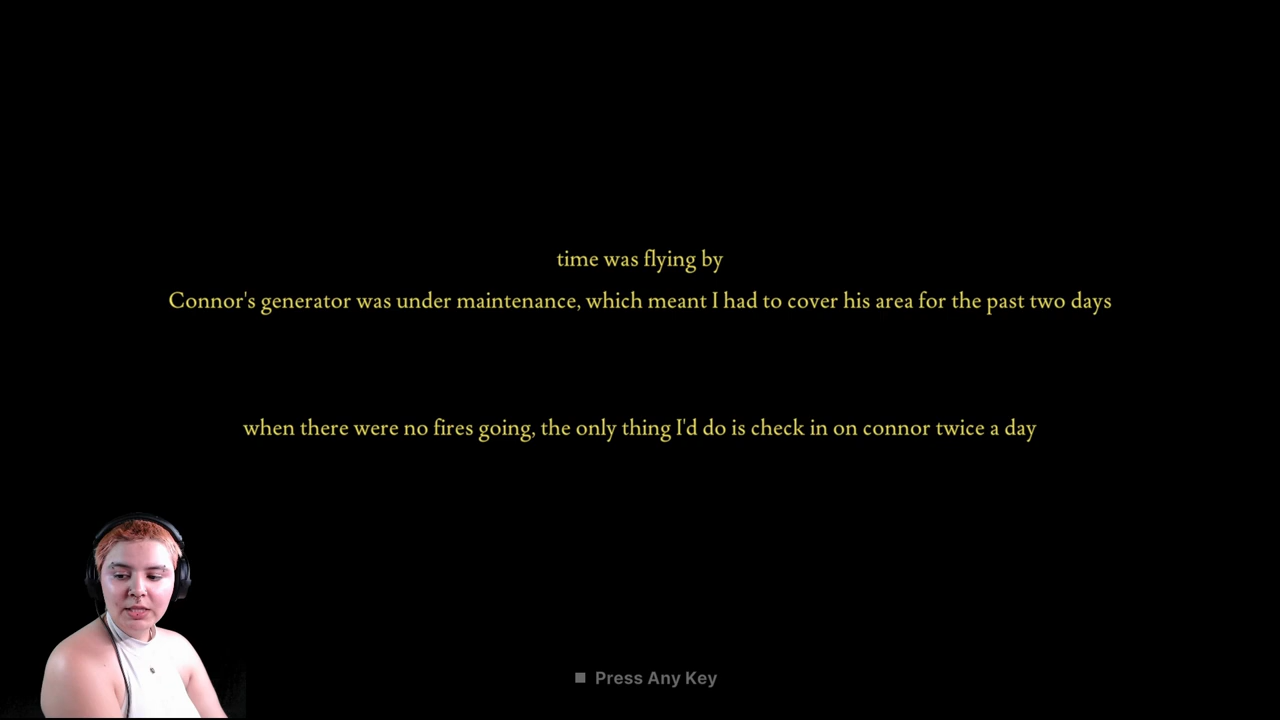 time was flying by
Connor's generator was under maintenance, which meant I had to cover his area for the past two days
when there were no fires going, the only thing I'd do is check in on connor twice a day
Press Any Key